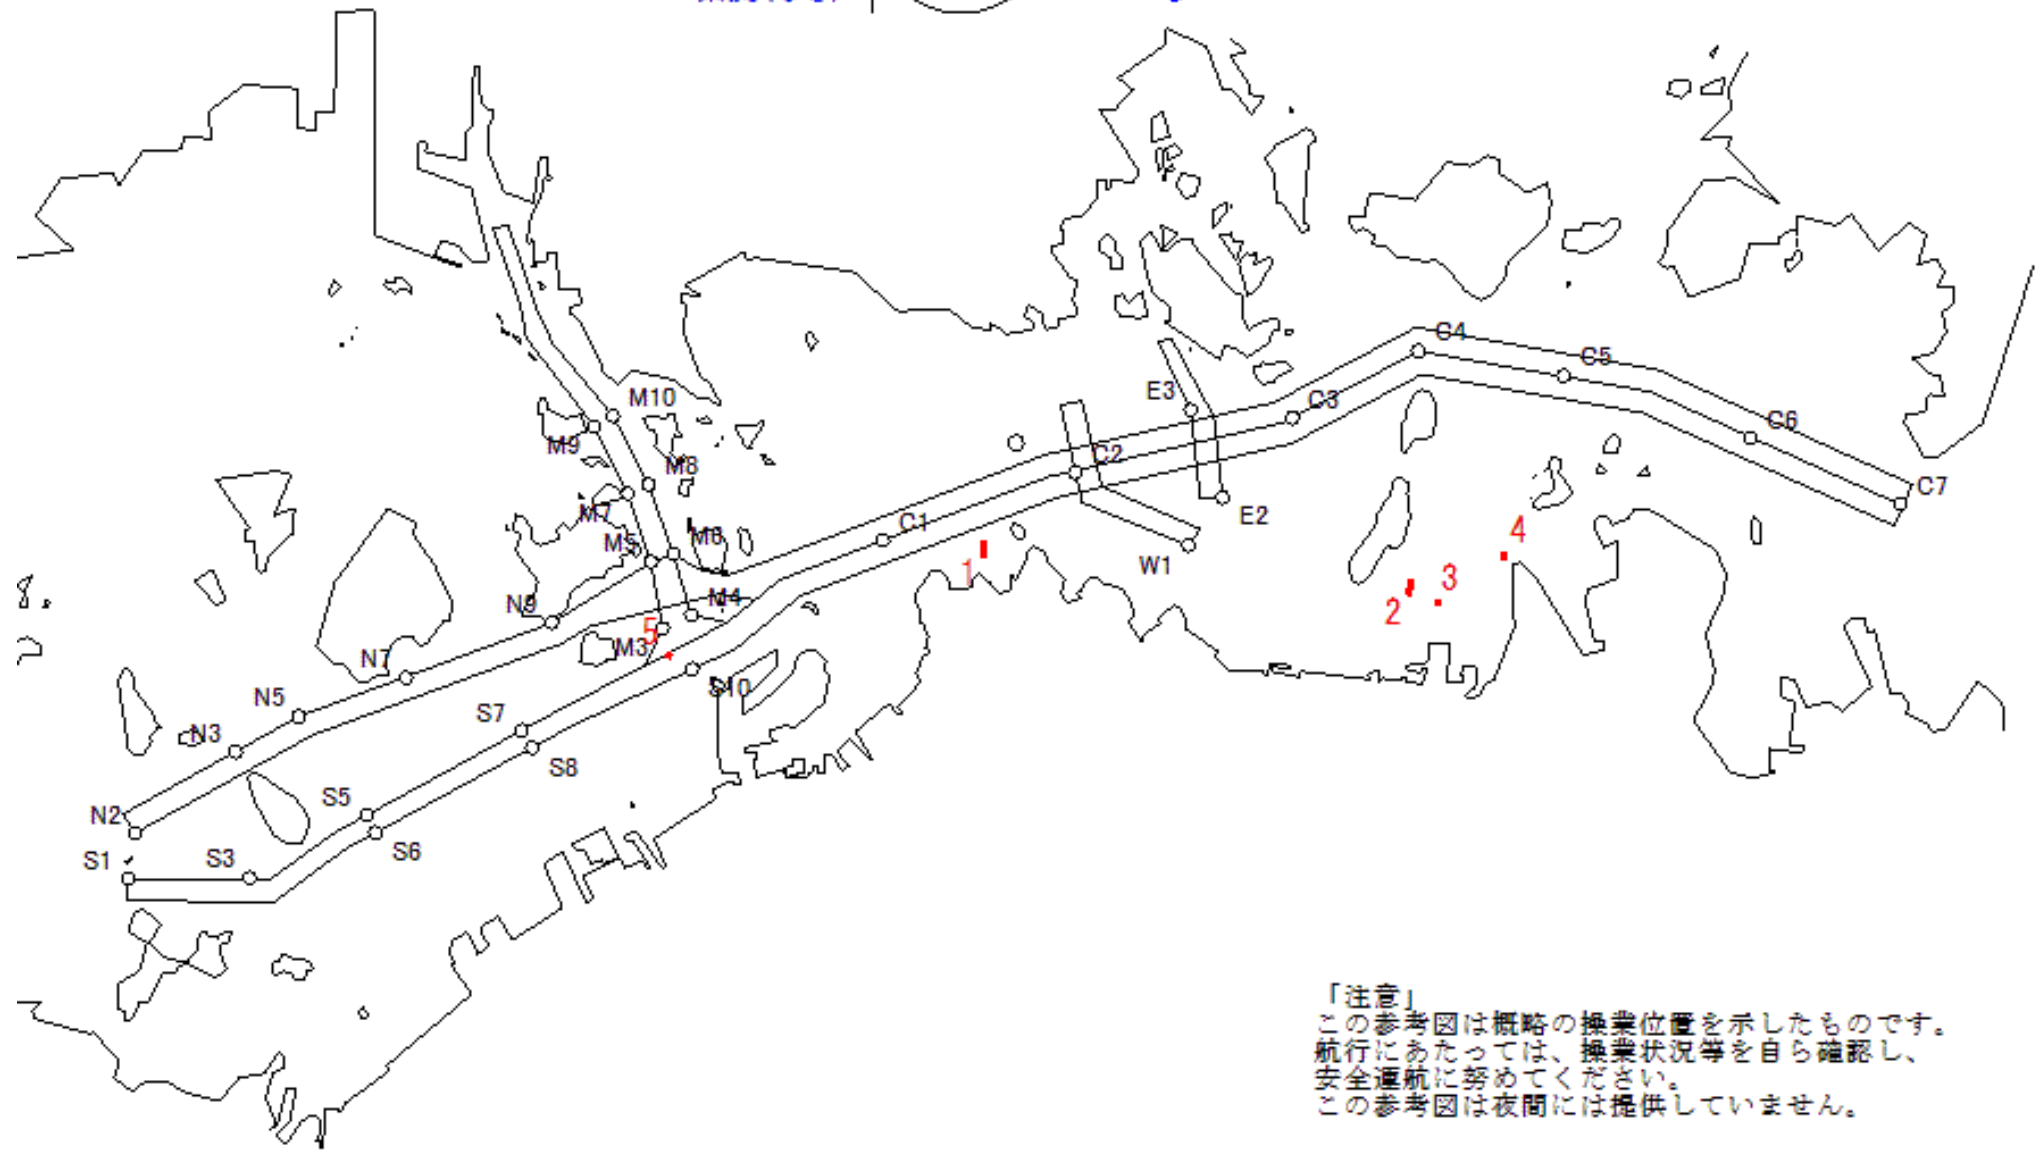 C4
C5
M10
E3
C3
C6
M9
C2
M8
C7
M7
E2
C1
4
M5
M6
W1
1
3
2
N9
M4
5
M3
N7
S10
N5
S7
N3
S8
S5
N2
S6
S1
S3
「注意」
この参考図は概略の操業位置を示したものです。
航行にあたっては、操業状況等を自ら確認し、
安全運航に努めてください。
この参考図は夜間には提供していません。